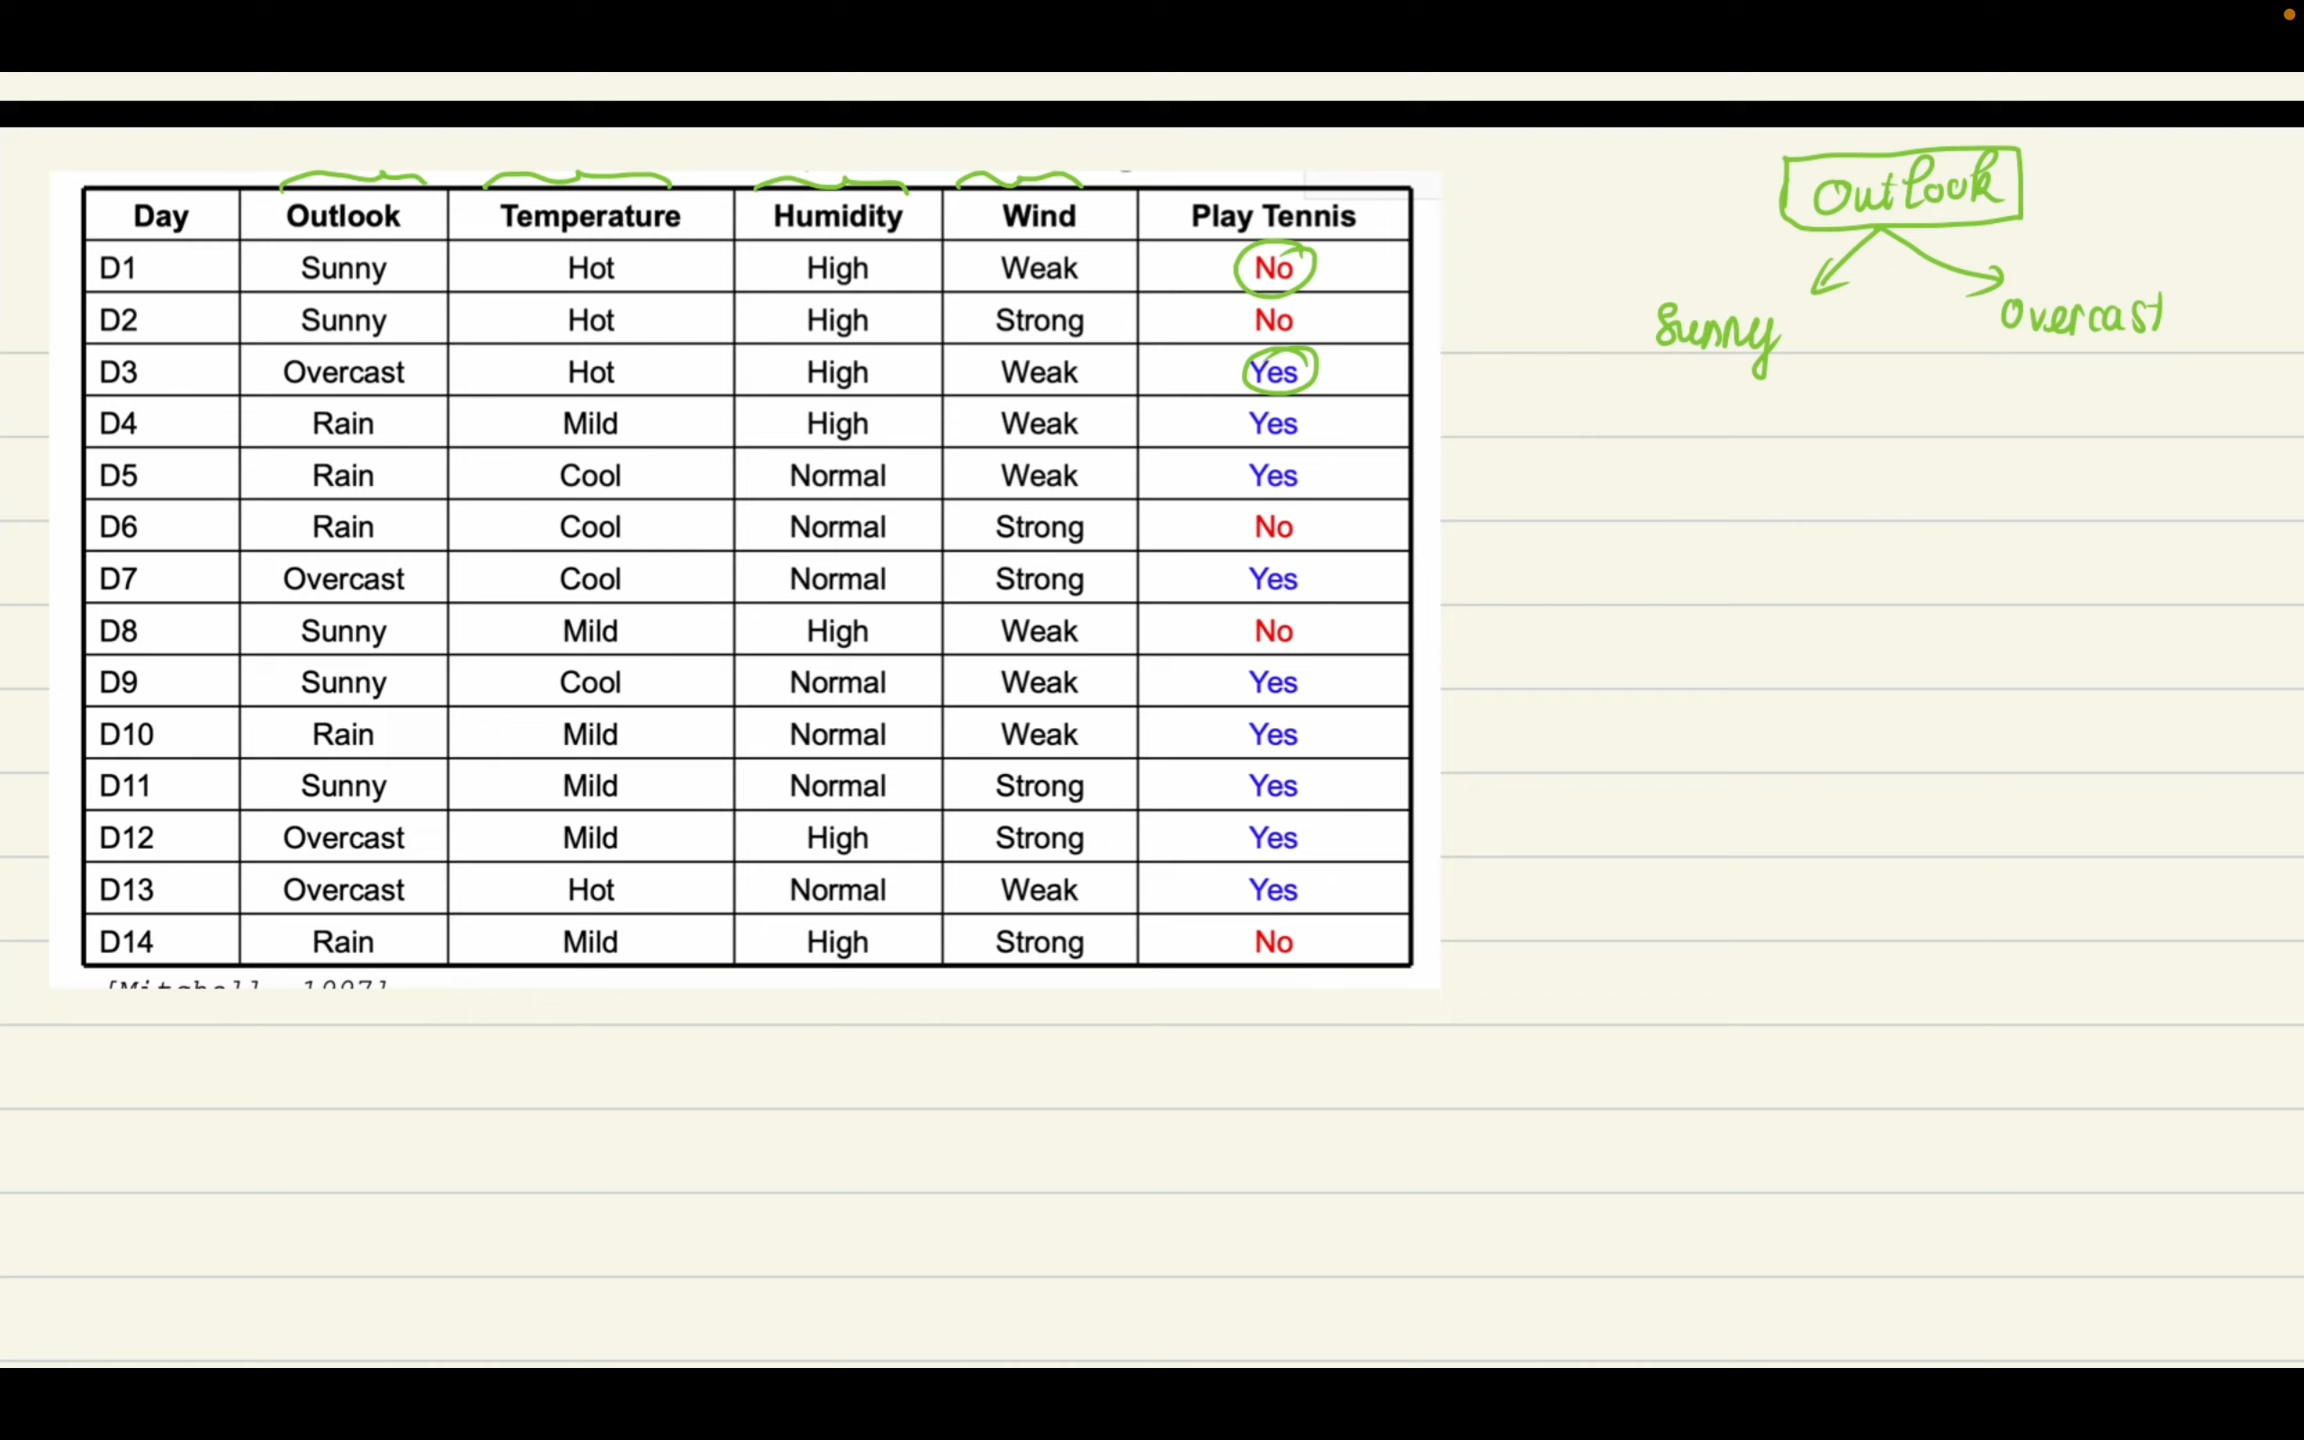 Day Outlook Temperature Humidity Wind Play Tennis
D1 Sunny Hot High Weak No
D2 Sunny Hot High Strong No
D3 Overcast Hot High Weak Yes
D4 Rain Mild High Weak Yes
D5 Rain Cool Normal Weak Yes
D6 Rain Cool Normal Strong No
D7 Overcast Cool Normal Strong Yes
D8 Sunny Mild High Weak No
D9 Sunny Cool Normal Weak Yes
D10 Rain Mild Normal Weak Yes
D11 Sunny Mild Normal Strong Yes
D12 Overcast Mild High Strong Yes
D13 Overcast Hot Normal Weak Yes
D14 Rain Mild High Strong No
Outlook
Sunny
Overcast